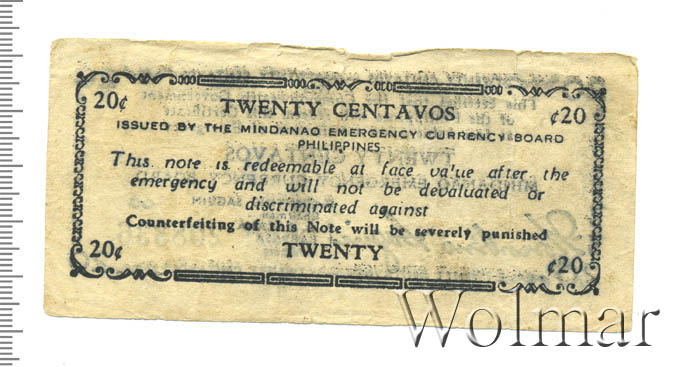 20¢ TWENTY CENTAVOS ¢20
ISSUED BY THE MINDANAO EMERGENCY CURRENCY BOARD
PHILIPPINES
This note is redeemable at face value after the
emergency and will not be devalued or
discriminated against
Counterfeiting of this Note will be severely punished
20¢ TWENTY ¢20
Wolmar